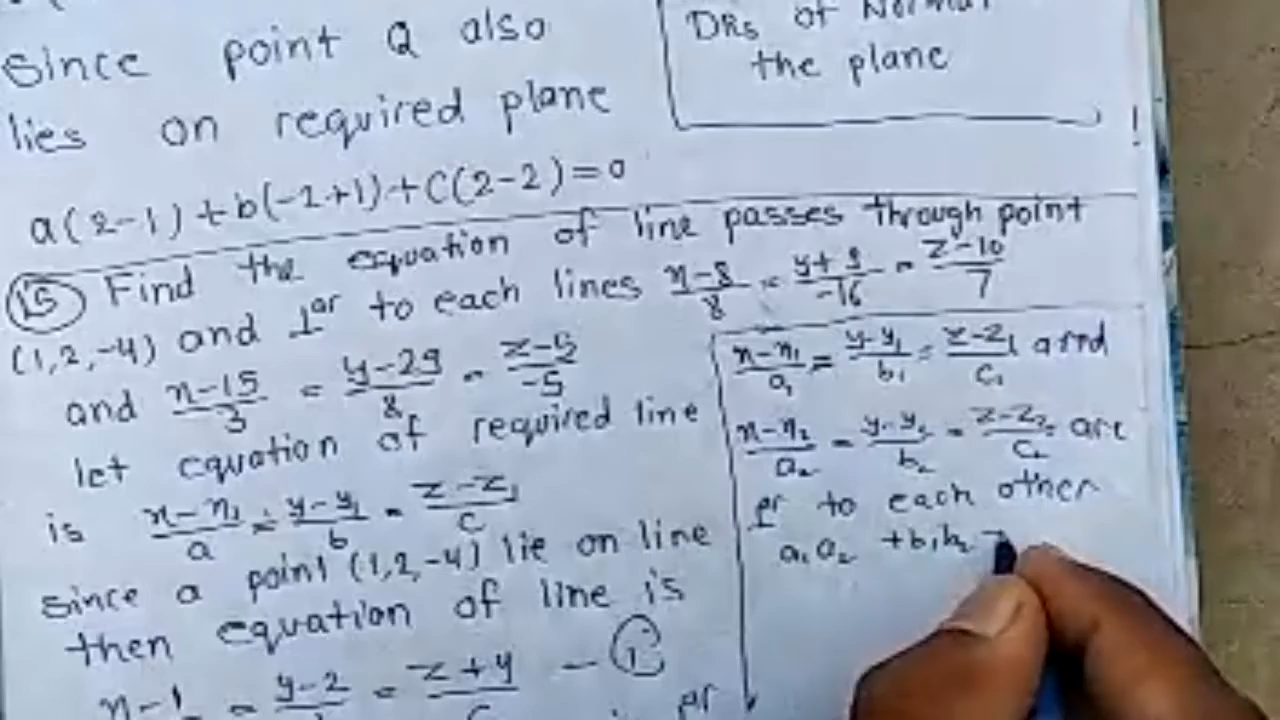 Since point Q also
lies on required plane
a(2-1)+b(-2+1)+C(2-2)=0
DRs of Normal
the plane
(15) Find the equation of line passes through point
(1,2,-4) and ⊥ar to each lines x-8/8 = y+9/-16 = z-10/7
and x-15/3 = y-29/8 = z-5/-5
let equation of required line
is x-x1/a = y-y1/b = z-z1/c
since a point (1,2,-4) lie on line
then equation of line is
x-1 = y-2 = z+4 — (i)
x-x1/a1 = y-y1/b1 = z-z1/c1 and
x-x2/a2 = y-y2/b2 = z-z2/c2 are
⊥er to each other
a1a2 +b1b2 +